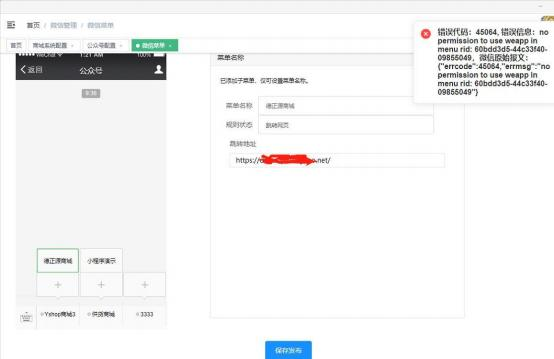 首页 / 微信管理 / 微信菜单
首页 商城系统配置 × 公众号配置 × 微信菜单 ×
1:21 AM
返回 公众号
9:36
德正源商城 小程序演示
+ + +
Yshop商城3 供货商城 3333
菜单名称
已添加子菜单，仅可设置菜单名称。
菜单名称 德正源商城
规则状态 跳转网页
跳转地址
https:// .net/
保存发布
错误代码：45064, 错误信息：no
permission to use weapp in
menu rid: 60bdd3d5-44c33f40-
09855049，微信原始报文：
{"errcode":45064,"errmsg":"no
permission to use weapp in
menu rid: 60bdd3d5-44c33f40-
09855049"}